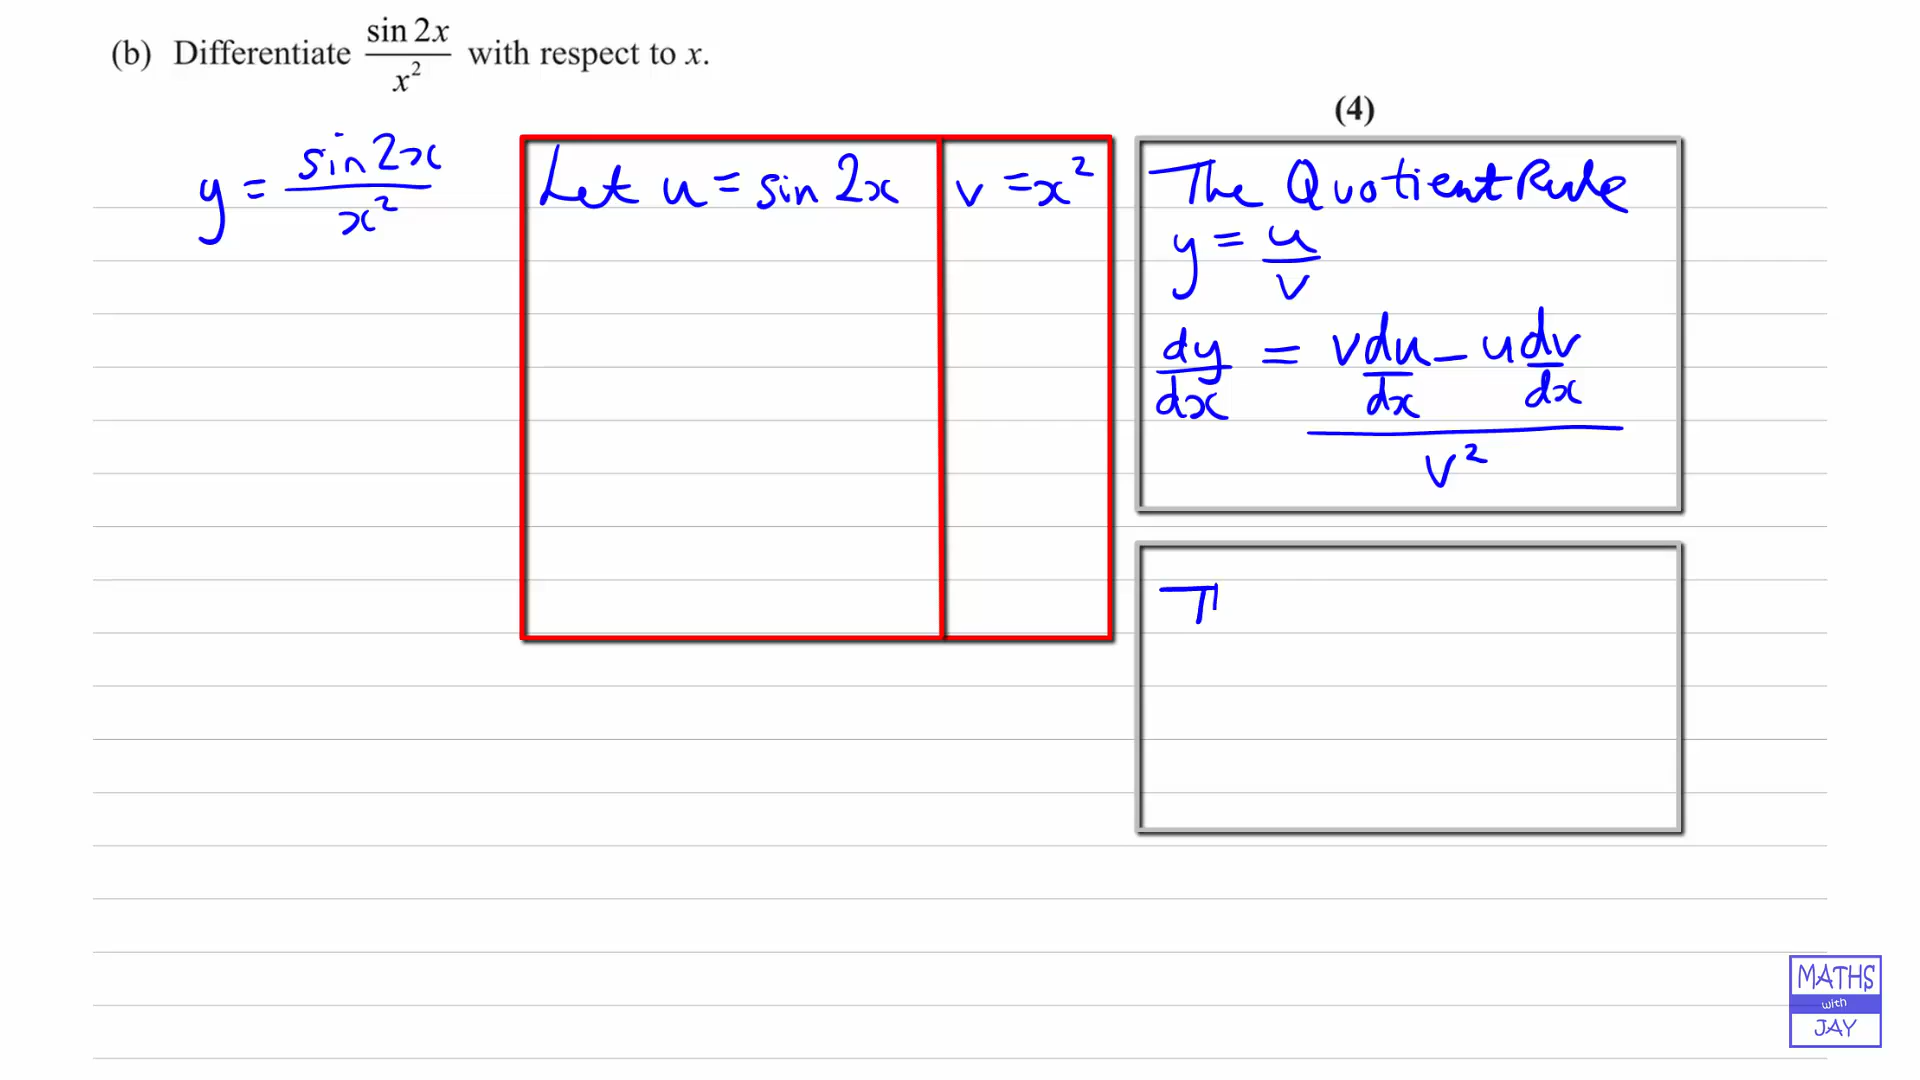 (b) Differentiate sin 2x / x² with respect to x.
(4)
y = sin 2x / x²
Let u = sin 2x
v = x²
The Quotient Rule
y = u / v
dy/dx = (v du/dx - u dv/dx) / v²
MATHS
with
JAY